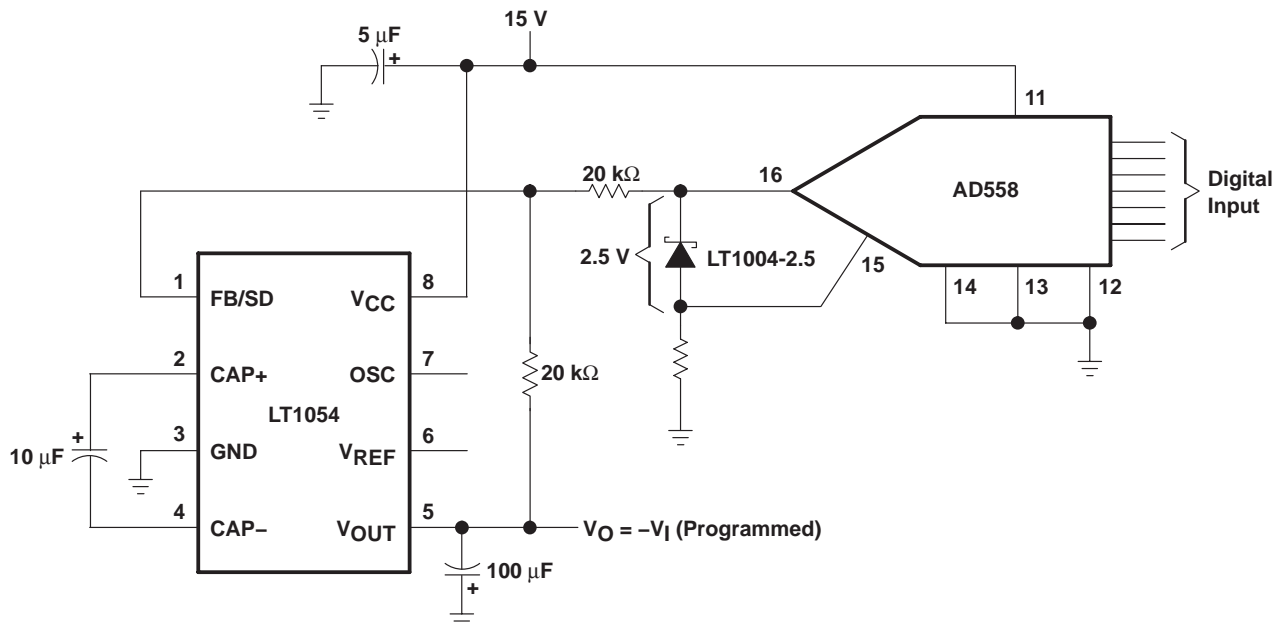 15 V
5 μF
+
11
20 kΩ
16
AD558
Digital
Input
2.5 V
LT1004-2.5
15
14
13
12
1
FB/SD
VCC
8
2
CAP+
OSC
7
20 kΩ
LT1054
+
10 μF
3
GND
VREF
6
4
CAP–
VOUT
5
VO = –VI (Programmed)
100 μF
+